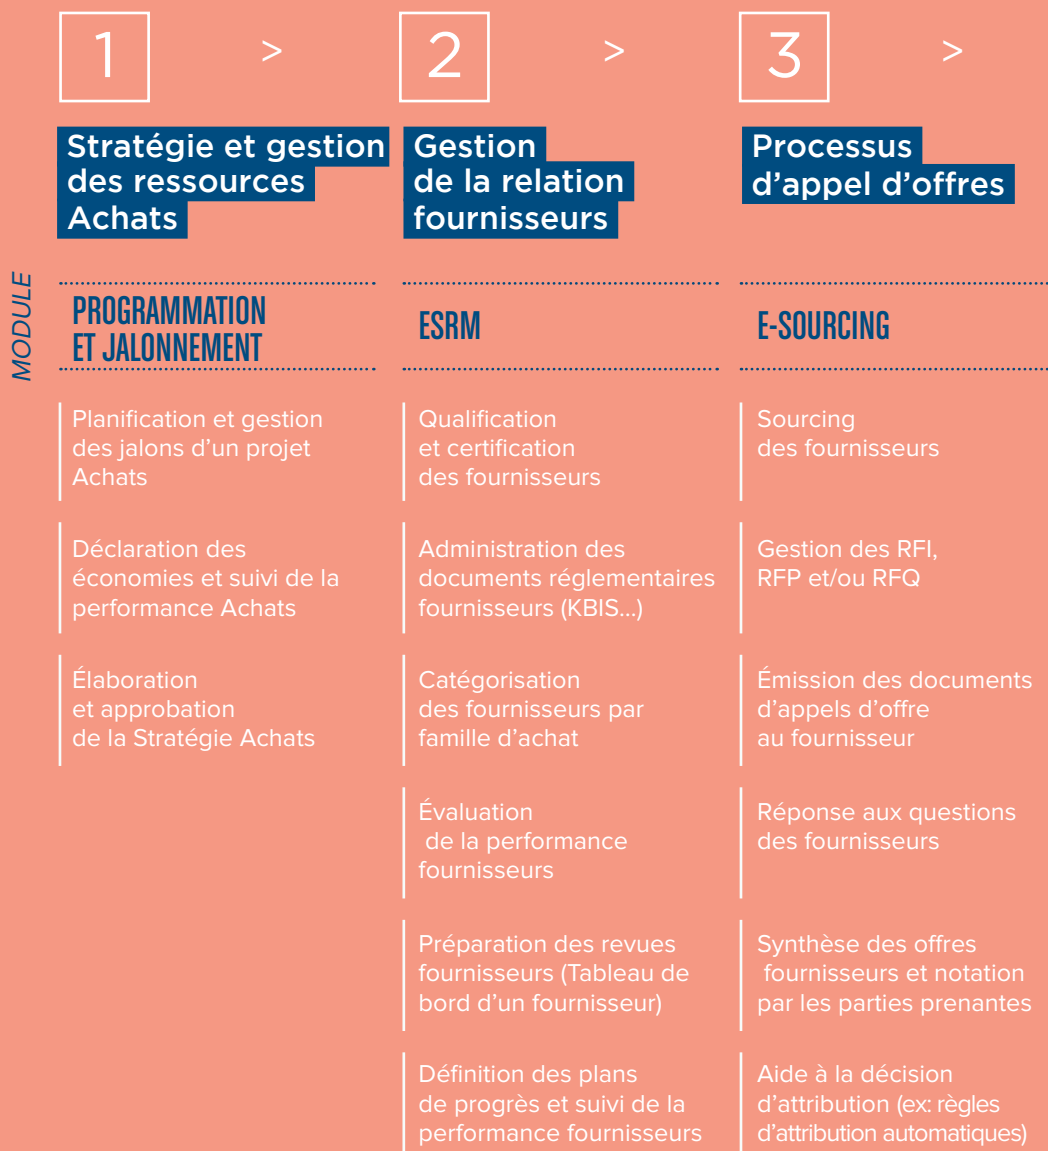 1
>
2
>
3
>
Stratégie et gestion
des ressources
Achats
Gestion
de la relation
fournisseurs
Processus
d’appel d’offres
MODULE
PROGRAMMATION
ET JALONNEMENT
ESRM
E-SOURCING
Planification et gestion
des jalons d’un projet
Achats
Déclaration des
économies et suivi de la
performance Achats
Élaboration
et approbation
de la Stratégie Achats
Qualification
et certification
des fournisseurs
Administration des
documents réglementaires
fournisseurs (KBIS...)
Catégorisation
des fournisseurs par
famille d’achat
Évaluation
de la performance
fournisseurs
Préparation des revues
fournisseurs (Tableau de
bord d’un fournisseur)
Définition des plans
de progrès et suivi de la
performance fournisseurs
Sourcing
des fournisseurs
Gestion des RFI,
RFP et/ou RFQ
Émission des documents
d’appels d’offre
au fournisseur
Réponse aux questions
des fournisseurs
Synthèse des offres
fournisseurs et notation
par les parties prenantes
Aide à la décision
d’attribution (ex: règles
d’attribution automatiques)